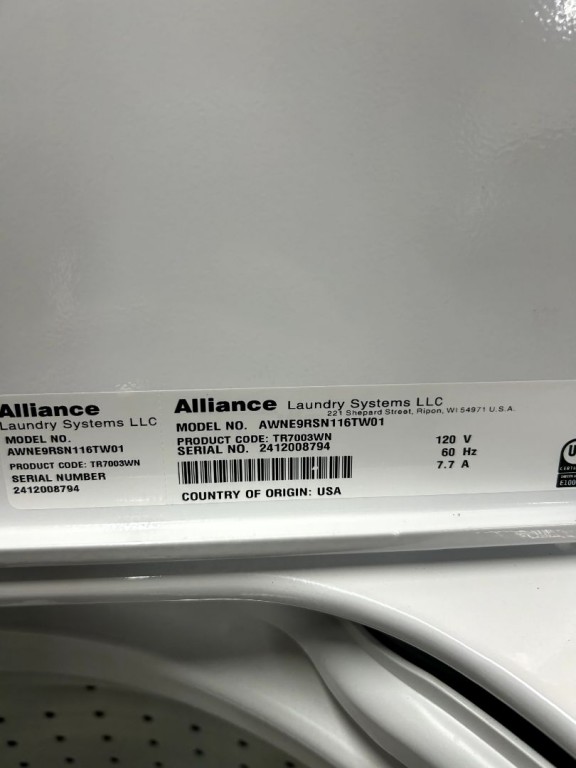 Alliance
Laundry Systems LLC
MODEL NO.
AWNE9RSN116TW01
PRODUCT CODE: TR7003WN
SERIAL NUMBER
2412008794
Alliance Laundry Systems LLC
221 Shepard Street, Ripon, WI 54971 U.S.A.
MODEL NO. AWNE9RSN116TW01
PRODUCT CODE: TR7003WN
SERIAL NO. 2412008794
120 V
60 Hz
7.7 A
COUNTRY OF ORIGIN: USA